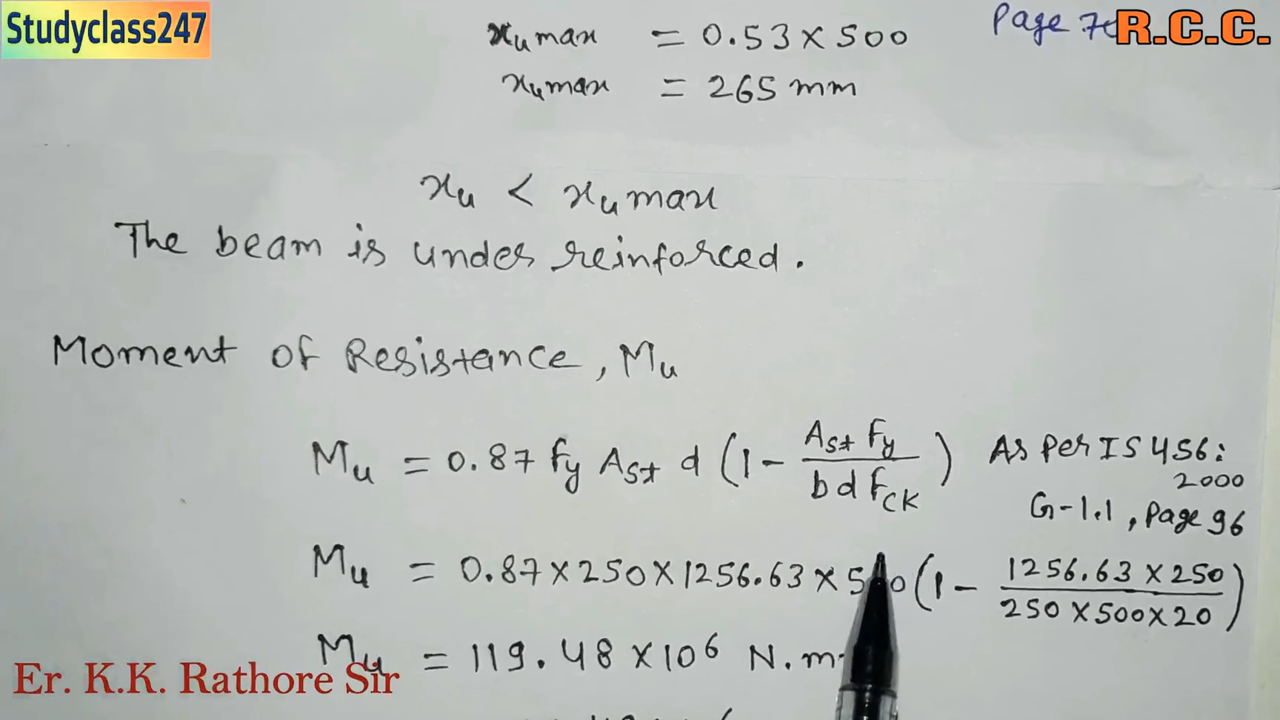 Studyclass247
R.C.C.
Page
xu max = 0.53 × 500
xu max = 265 mm
xu < xu max
The beam is under reinforced.
Moment of Resistance, Mu
Mu = 0.87 fy Ast d (1 - Ast fy / b d fck) As per IS 456: 2000
G-1.1, Page 96
Mu = 0.87 × 250 × 1256.63 × 500 (1 - 1256.63 × 250 / 250 × 500 × 20)
Mu = 119.48 × 10⁶ N.m
Er. K.K. Rathore Sir